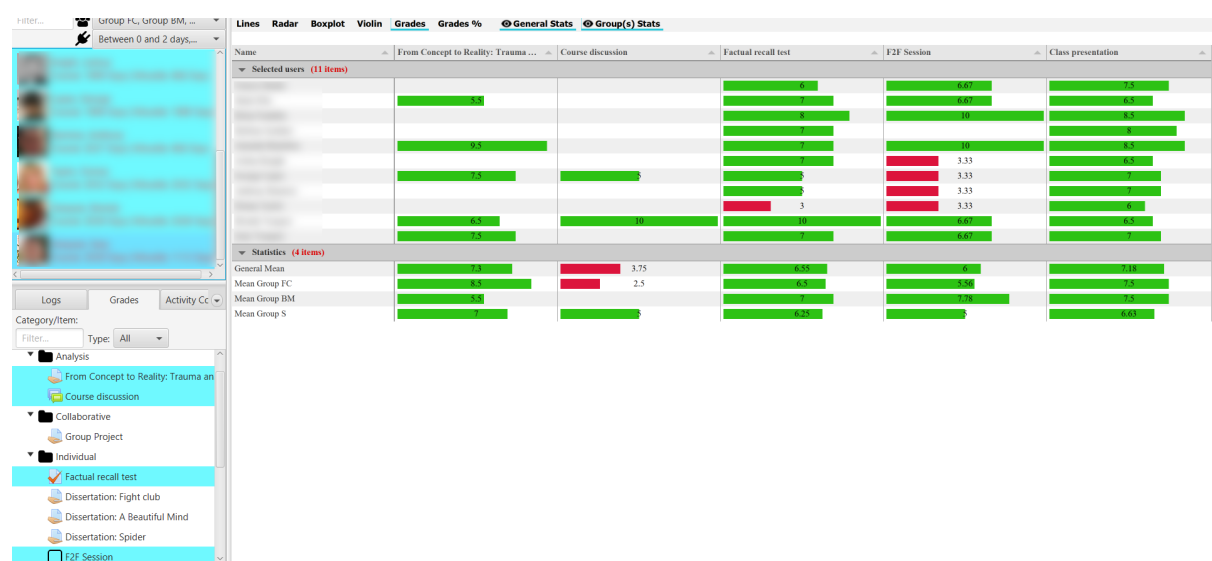 Filter... Group FC, Group BM, ...
Between 0 and 2 days,...
Logs Grades Activity Cc
Category/Item:
Filter... Type: All
Analysis
From Concept to Reality: Trauma an
Course discussion
Collaborative
Group Project
Individual
Factual recall test
Dissertation: Fight club
Dissertation: A Beautiful Mind
Dissertation: Spider
F2F Session
Lines Radar Boxplot Violin Grades Grades % General Stats Group(s) Stats
Name From Concept to Reality: Trauma ... Course discussion Factual recall test F2F Session Class presentation
Selected users (11 items)
6 6.67 7.5
5.5 7 6.67 6.5
8 10 8.5
7 8
9.5 7 10 8.5
7 3.33 6.5
7.5 5 5 3.33 7
5 3.33 7
3 3.33 6
6.5 10 10 6.67 6.5
7.5 7 6.67 7
Statistics (4 items)
General Mean 7.3 3.75 6.55 6 7.18
Mean Group FC 8.5 2.5 6.5 5.56 7.5
Mean Group BM 5.5 7 7.78 7.5
Mean Group S 7 5 6.25 5 6.63